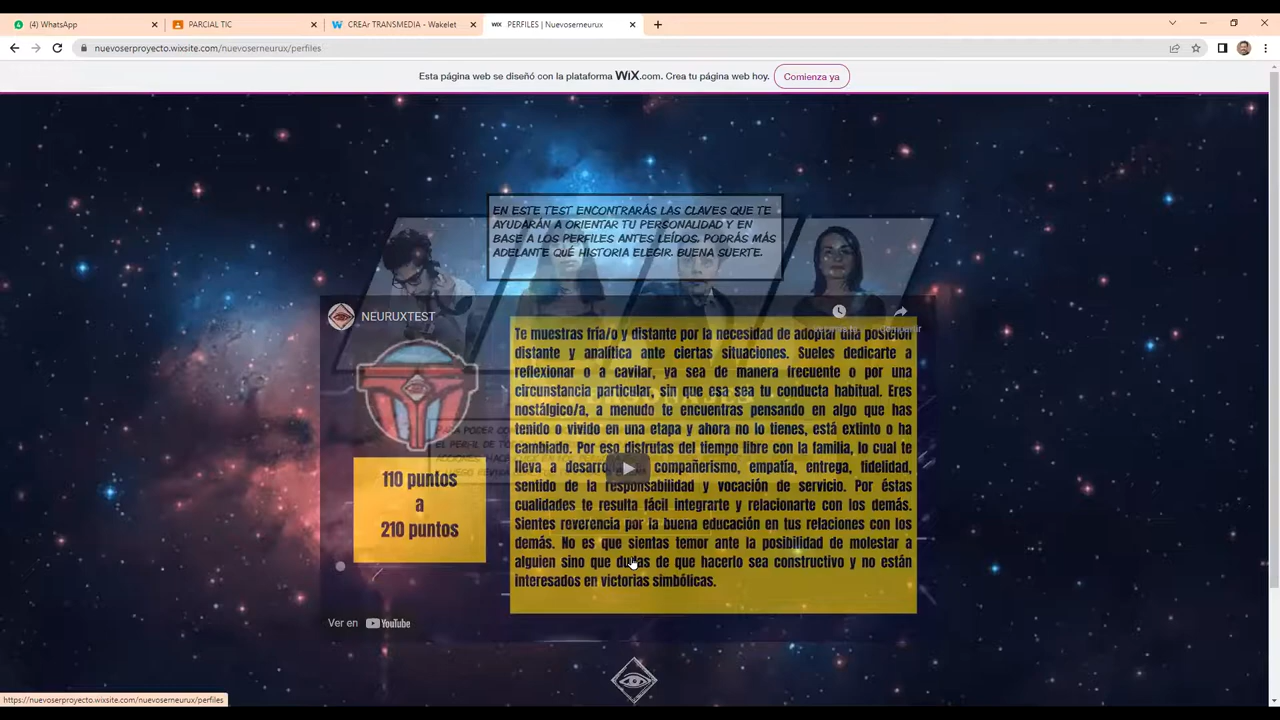 (4) WhatsApp
PARCIAL TIC
CREAr TRANSMEDIA - Wakelet
PERFILES | Nuevoserneurux
nuevoserproyecto.wixsite.com/nuevoserneurux/perfiles
Esta página web se diseñó con la plataforma WiX.com. Crea tu página web hoy.
Comienza ya
EN ESTE TEST ENCONTRARÁS LAS CLAVES QUE TE
AYUDARÁN A ORIENTAR TU PERSONALIDAD Y EN
BASE A LOS PERFILES ANTES LEÍDOS, PODRÁS MÁS
ADELANTE QUÉ HISTORIA ELEGIR. BUENA SUERTE.
NEURUXTEST
Te muestras fría/o y distante por la necesidad de adoptar una posición
distante y analítica ante ciertas situaciones. Sueles dedicarte a
reflexionar o a cavilar, ya sea de manera frecuente o por una
circunstancia particular, sin que esa sea tu conducta habitual. Eres
nostálgico/a, a menudo te encuentras pensando en algo que has
tenido o vivido en una etapa y ahora no lo tienes, está extinto o ha
cambiado. Por eso disfrutas del tiempo libre con la familia, lo cual te
lleva a compañerismo, empatía, entrega, fidelidad,
sentido de la responsabilidad y vocación de servicio. Por éstas
cualidades te resulta fácil integrarte y relacionarte con los demás.
Sientes reverencia por la buena educación en tus relaciones con los
demás. No es que sientas temor ante la posibilidad de molestar a
alguien sino que dudas de que hacerlo sea constructivo y no están
interesados en victorias simbólicas.
110 puntos
a
210 puntos
Ver en YouTube
https://nuevoserproyecto.wixsite.com/nuevoserneurux/perfiles